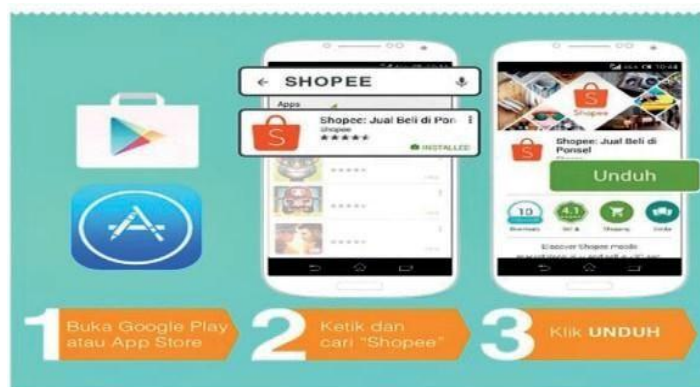 SHOPEE
Apps
Shopee: Jual Beli di Pon
Shopee
INSTALLED
Shopee
Shopee: Jual Beli di
Ponsel
Unduh
10
4.1
Shopping
Discover Shopee mobile
1 Buka Google Play
atau App Store
2 Ketik dan
cari "Shopee"
3 Klik UNDUH